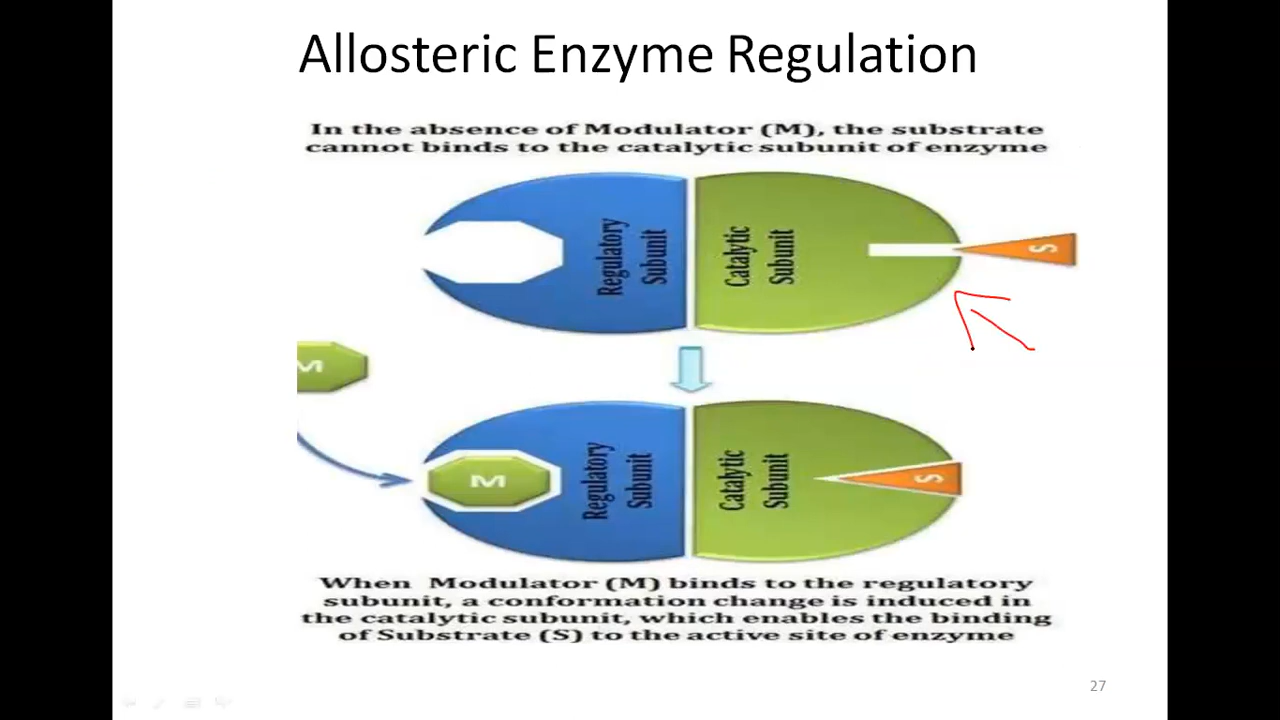 Allosteric Enzyme Regulation
In the absence of Modulator (M), the substrate
cannot binds to the catalytic subunit of enzyme
Regulatory
Subunit
Catalytic
Subunit
S
M
M
Regulatory
Subunit
Catalytic
Subunit
S
When Modulator (M) binds to the regulatory
subunit, a conformation change is induced in
the catalytic subunit, which enables the binding
of Substrate (S) to the active site of enzyme
27